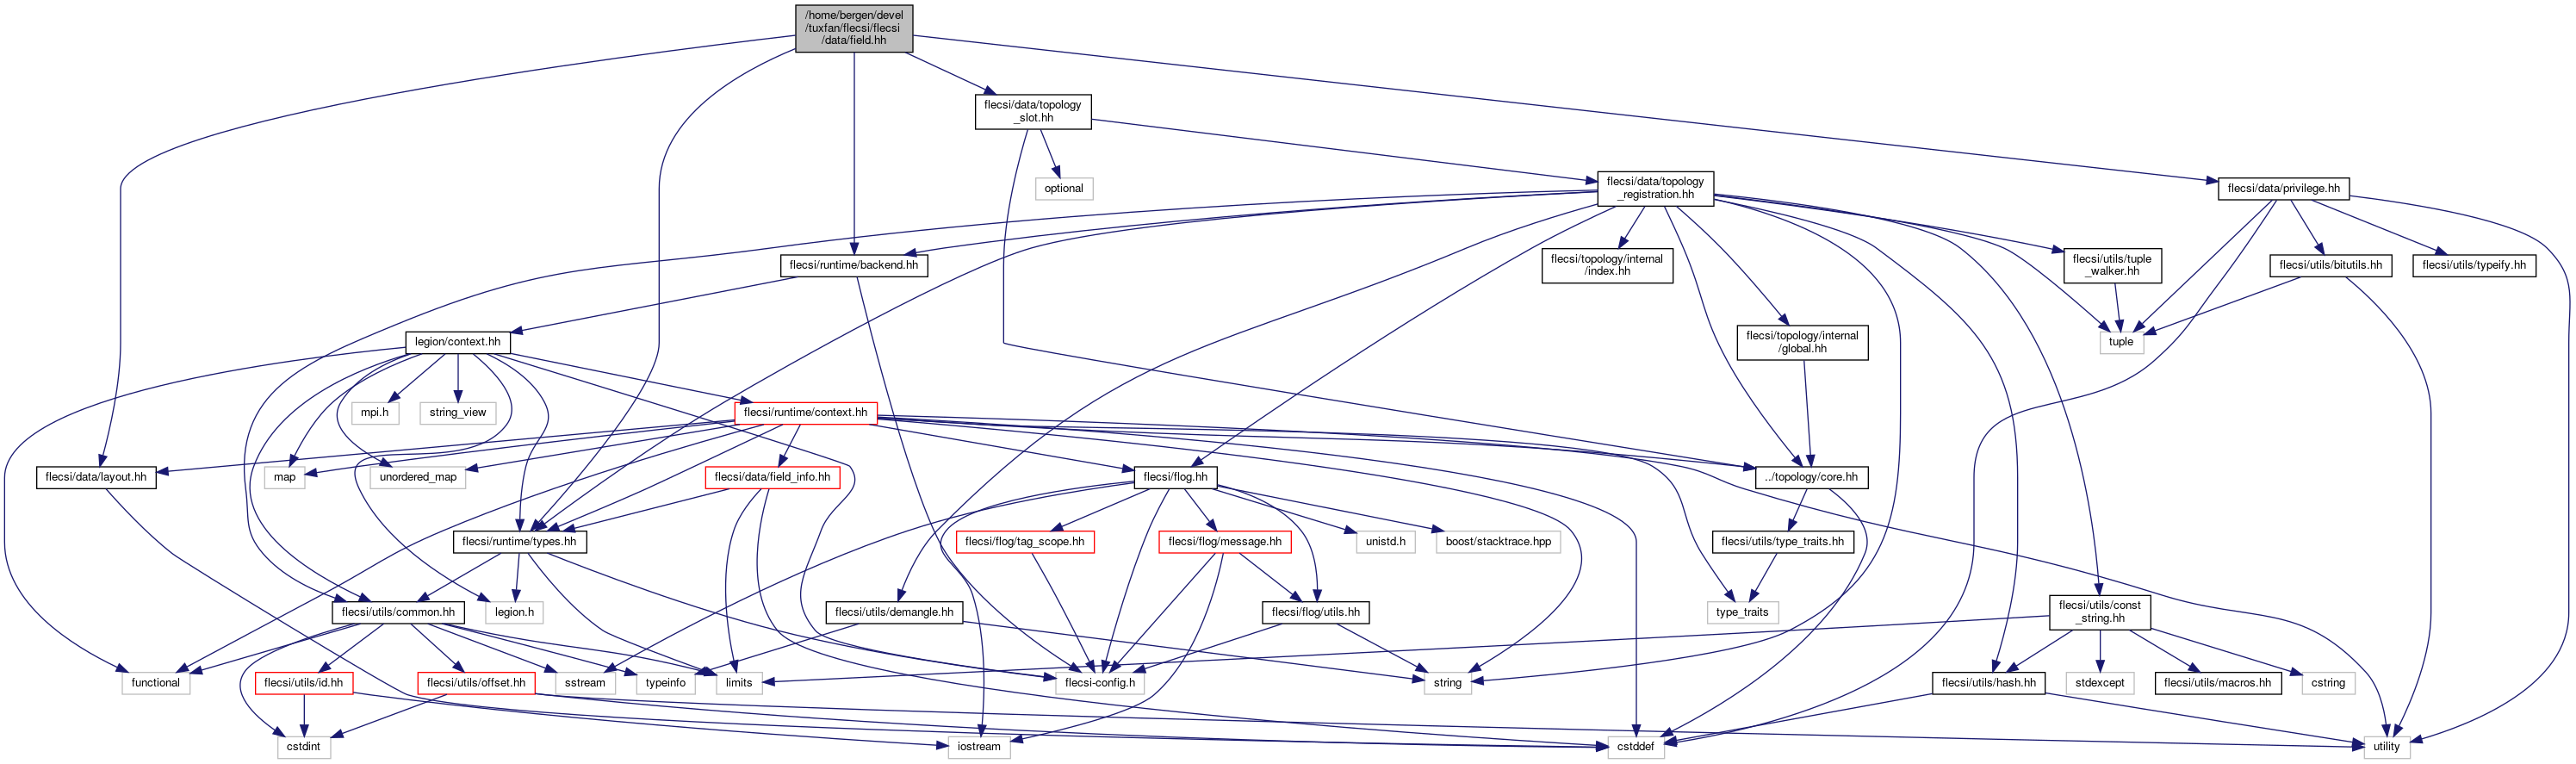 /home/bergen/devel
/tuxfan/flecsi/flecsi
/data/field.hh
flecsi/data/topology
_slot.hh
optional
flecsi/data/topology
_registration.hh
flecsi/data/privilege.hh
flecsi/runtime/backend.hh
flecsi/topology/internal
/index.hh
flecsi/utils/tuple
_walker.hh
flecsi/utils/bitutils.hh
flecsi/utils/typeify.hh
legion/context.hh
flecsi/topology/internal
/global.hh
tuple
mpi.h
string_view
flecsi/runtime/context.hh
flecsi/data/layout.hh
map
unordered_map
flecsi/data/field_info.hh
flecsi/flog.hh
../topology/core.hh
flecsi/runtime/types.hh
flecsi/flog/tag_scope.hh
flecsi/flog/message.hh
unistd.h
boost/stacktrace.hpp
flecsi/utils/type_traits.hh
flecsi/utils/common.hh
legion.h
flecsi/utils/demangle.hh
flecsi/flog/utils.hh
type_traits
flecsi/utils/const
_string.hh
functional
flecsi/utils/id.hh
flecsi/utils/offset.hh
sstream
typeinfo
limits
flecsi-config.h
string
flecsi/utils/hash.hh
stdexcept
flecsi/utils/macros.hh
cstring
cstdint
iostream
cstddef
utility